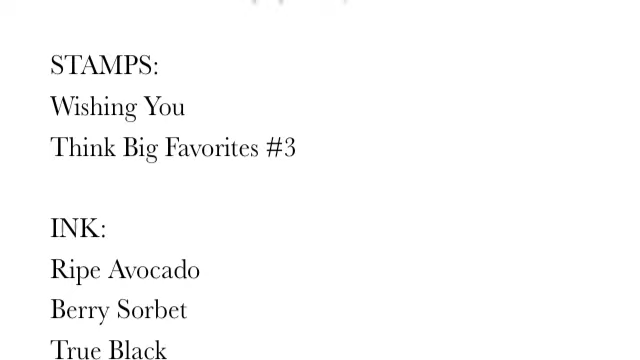 STAMPS:
Wishing You
Think Big Favorites #3
INK:
Ripe Avocado
Berry Sorbet
True Black